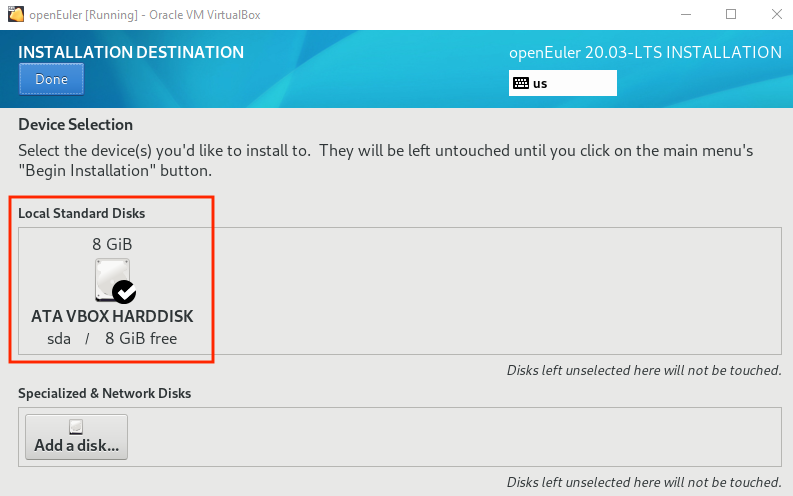 openEuler [Running] - Oracle VM VirtualBox
INSTALLATION DESTINATION
openEuler 20.03-LTS INSTALLATION
Done
us
Device Selection
Select the device(s) you'd like to install to.  They will be left untouched until you click on the main menu's
"Begin Installation" button.
Local Standard Disks
8 GiB
ATA VBOX HARDDISK
sda / 8 GiB free
Disks left unselected here will not be touched.
Specialized & Network Disks
Add a disk...
Disks left unselected here will not be touched.